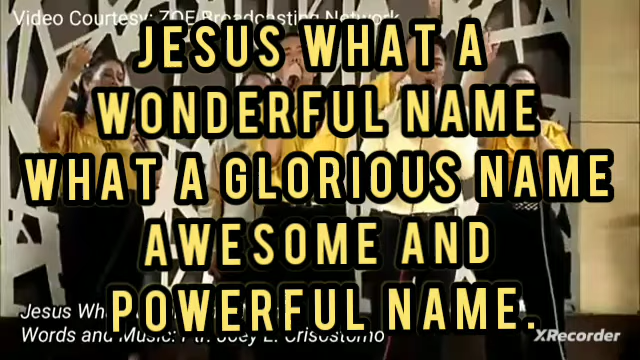 Video Courtesy: ZOE Broadcasting Network
JESUS WHAT A
WONDERFUL NAME
WHAT A GLORIOUS NAME
AWESOME AND
POWERFUL NAME.
Jesus
Words and Music: Ptr. Joey E. Crisostomo
XRecorder